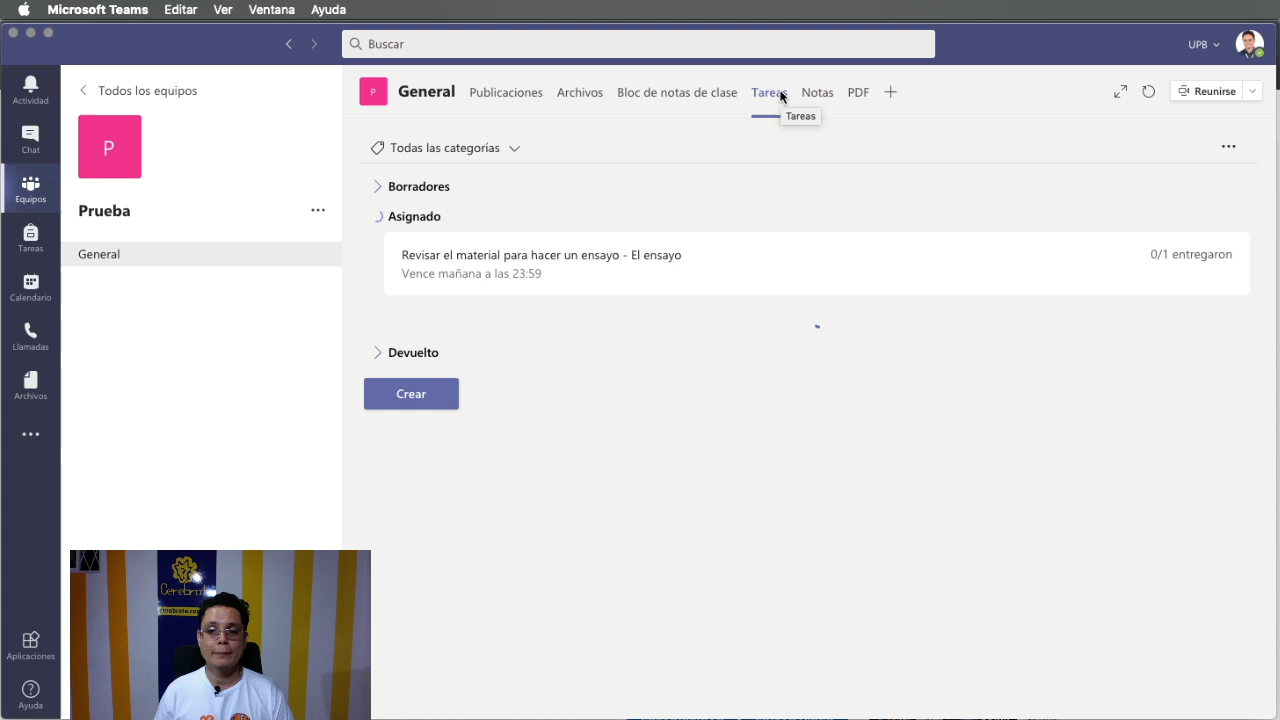 Microsoft Teams Editar Ver Ventana Ayuda
Buscar
UPB
Actividad
Chat
Equipos
Tareas
Calendario
Llamadas
Archivos
Aplicaciones
Ayuda
Todos los equipos
P
Prueba
General
P
General
Publicaciones Archivos Bloc de notas de clase Tareas Notas PDF
Reunirse
Tareas
Todas las categorías
Borradores
Asignado
Revisar el material para hacer un ensayo - El ensayo
Vence mañana a las 23:59
0/1 entregaron
Devuelto
Crear
Cerebrote